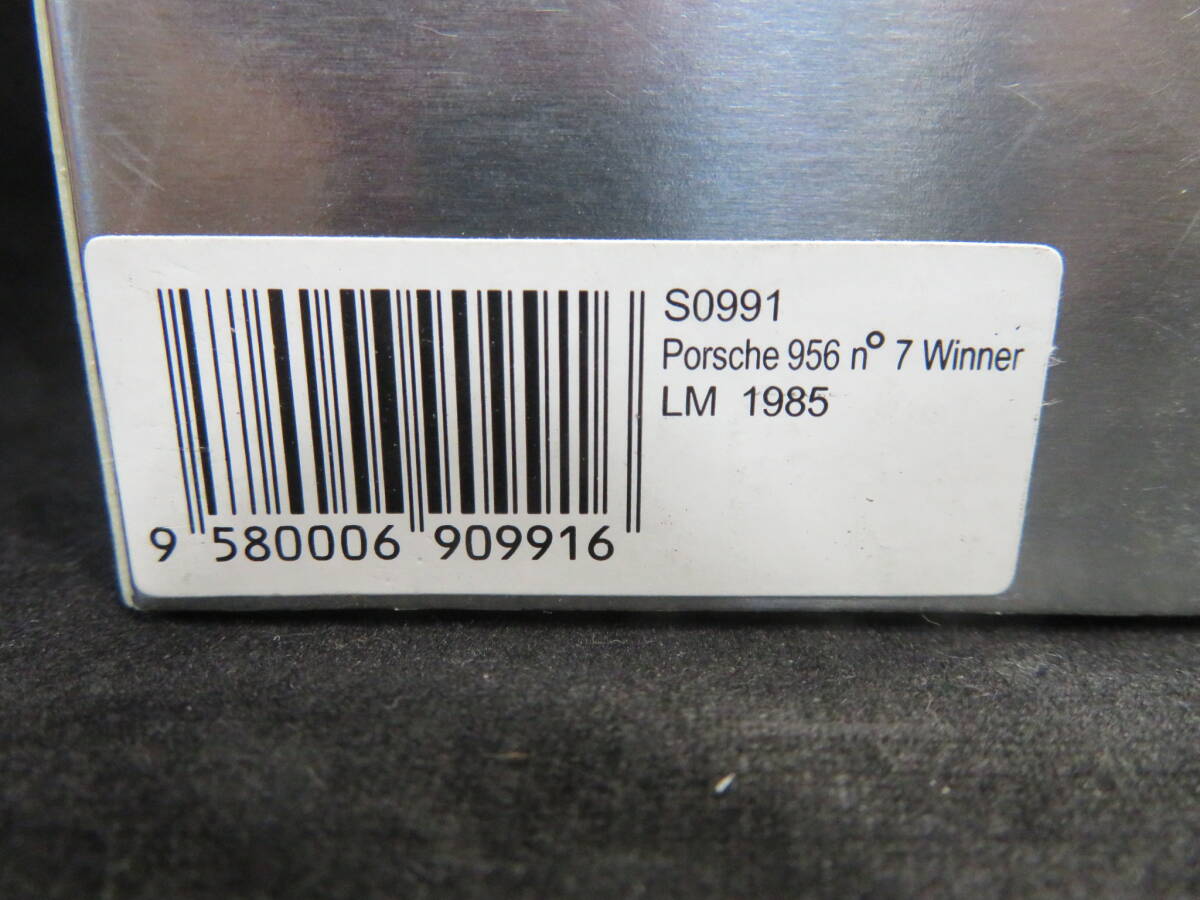 S0991
Porsche 956 n° 7 Winner
LM 1985
9 580006 909916